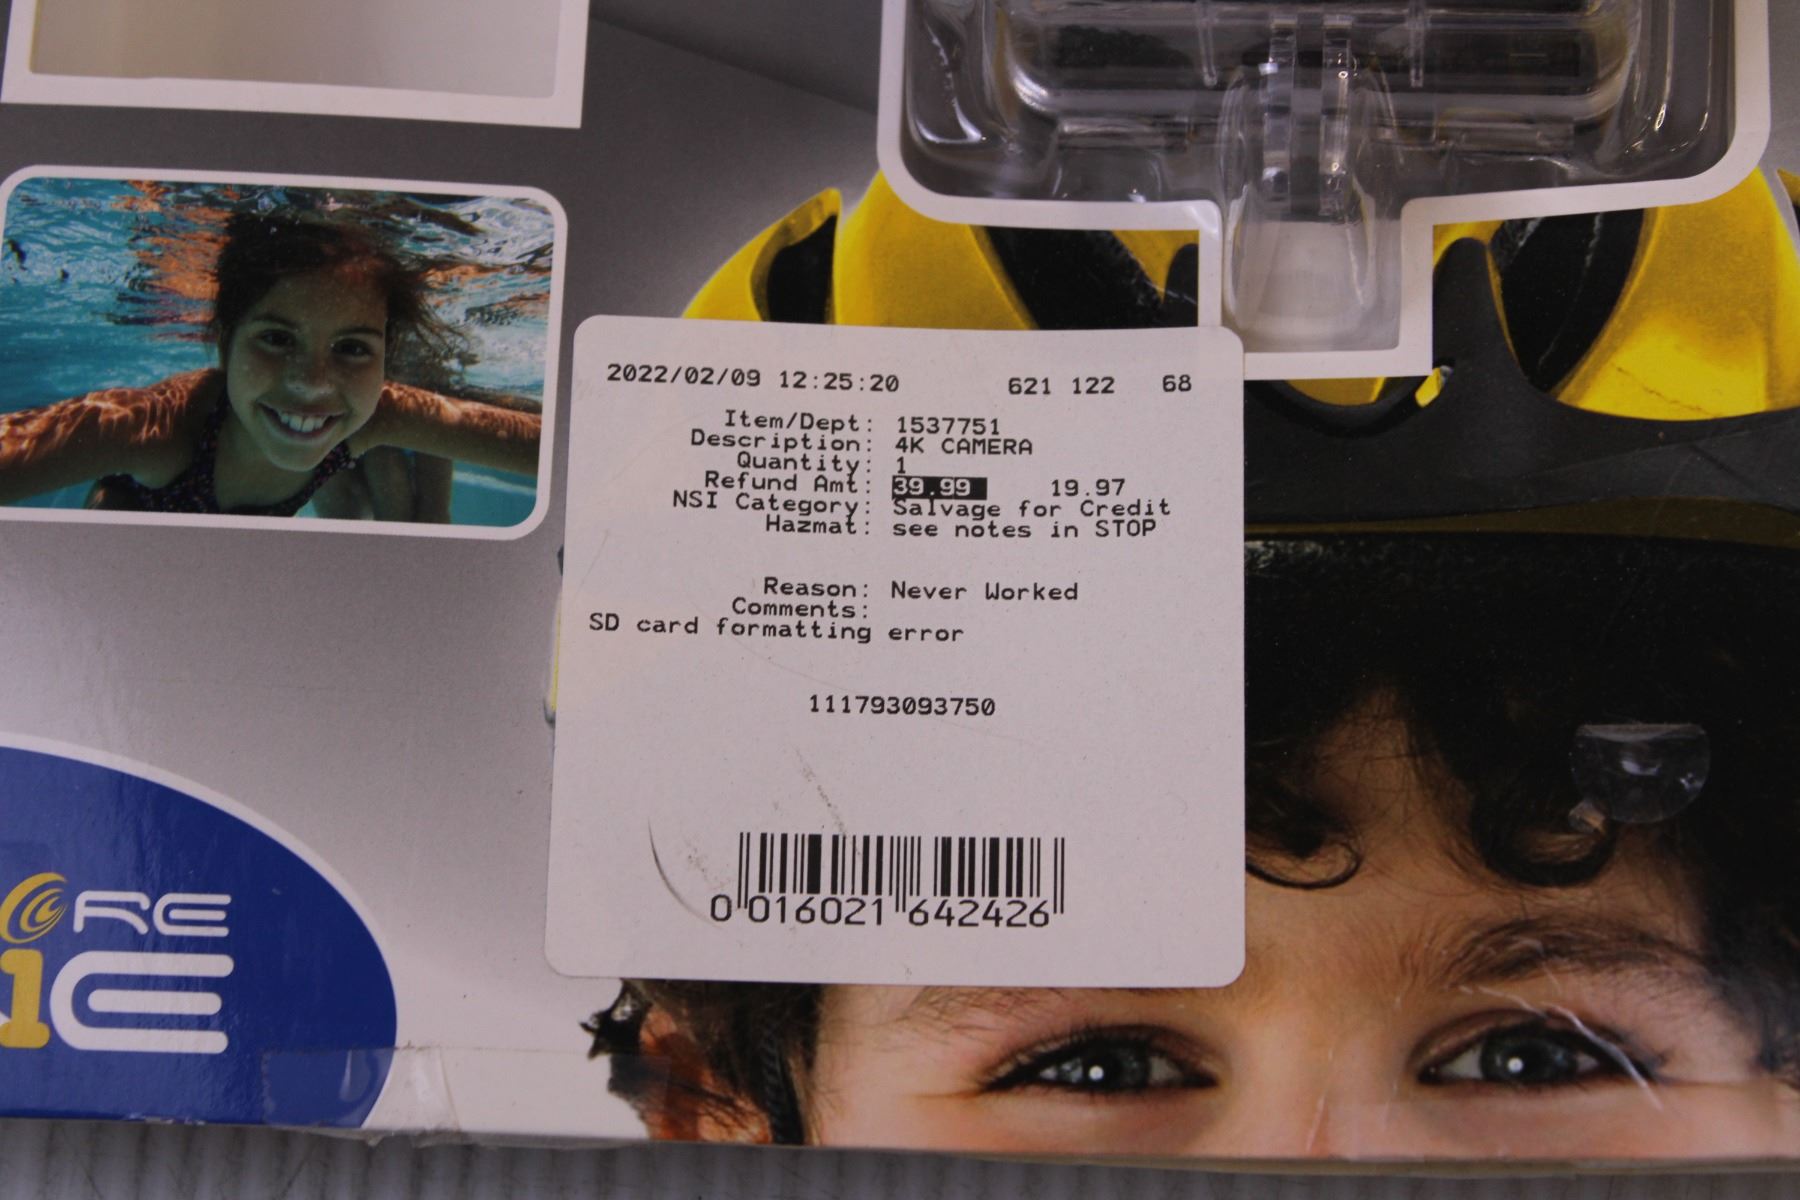 2022/02/09 12:25:20 621 122 68
Item/Dept: 1537751
Description: 4K CAMERA
Quantity: 1
Refund Amt: 39.99 19.97
NSI Category: Salvage for Credit
Hazmat: see notes in STOP
Reason: Never Worked
Comments:
SD card formatting error
111793093750
0 016021 642426